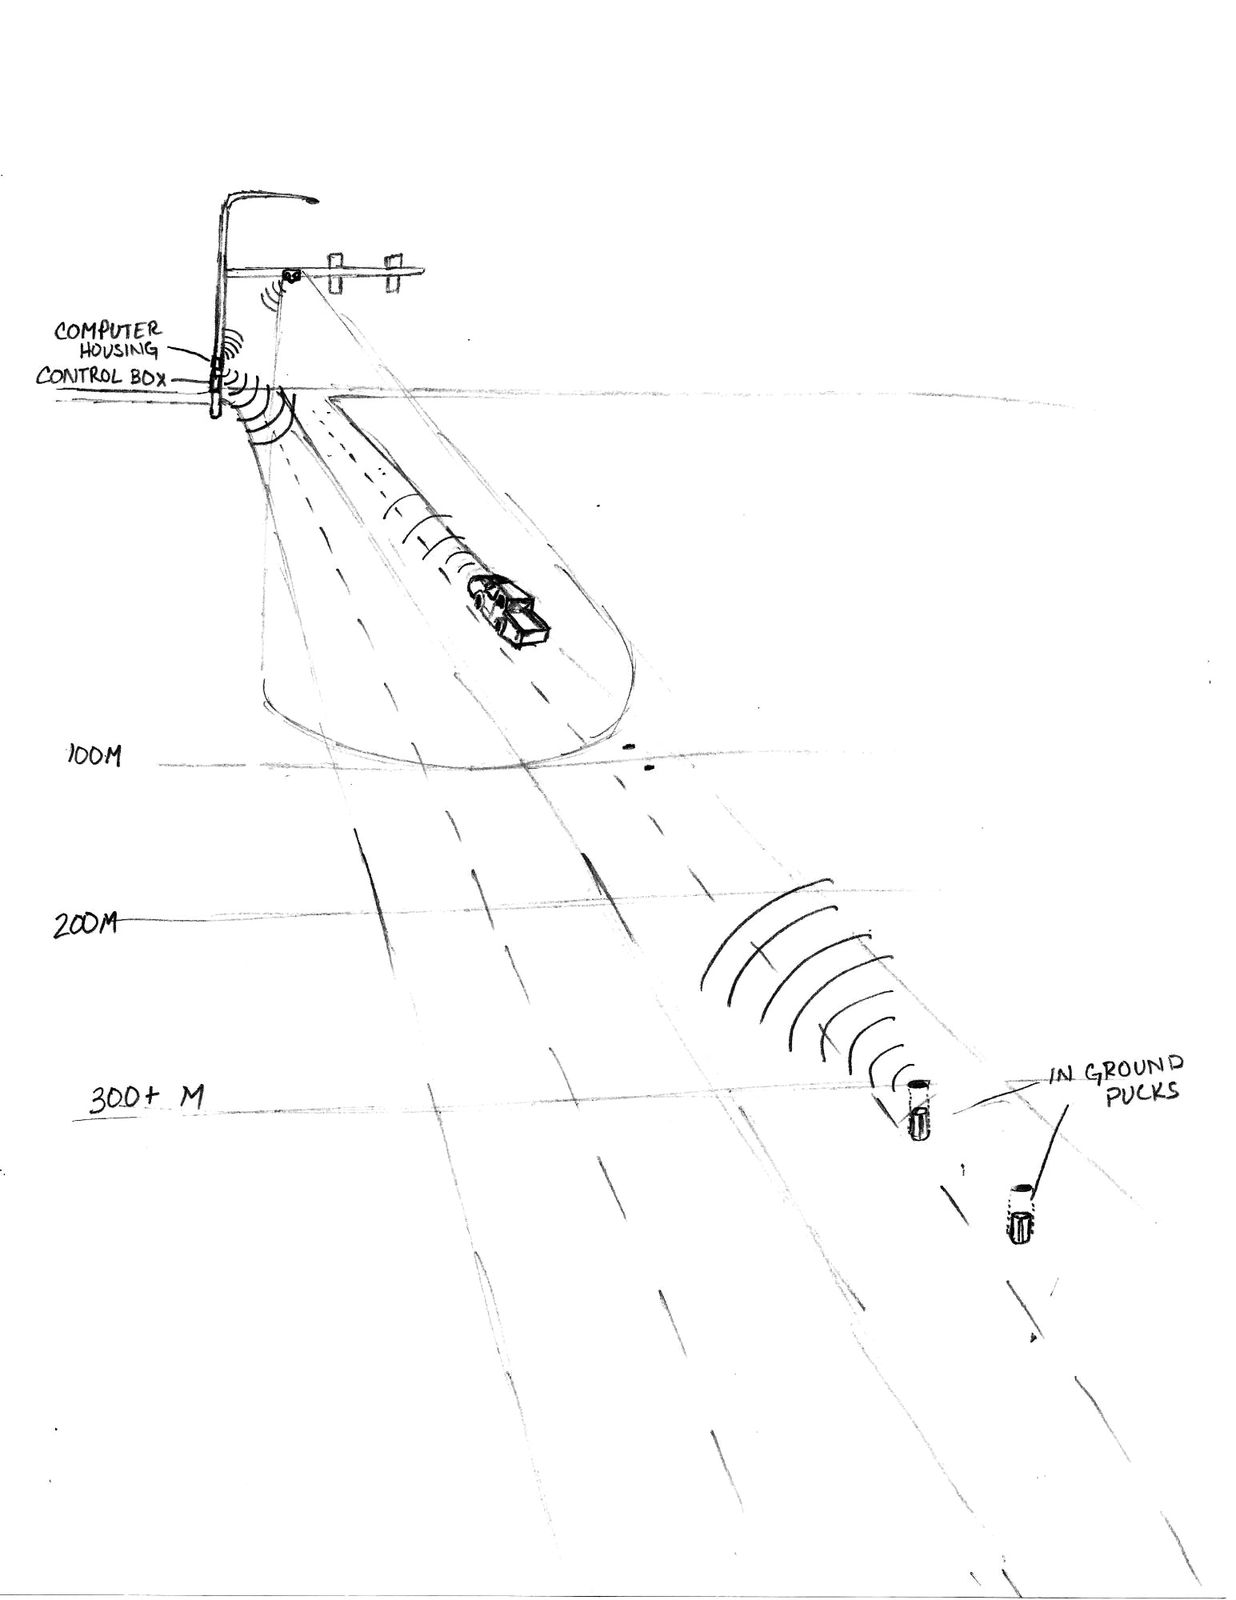 COMPUTER
HOUSING
CONTROL BOX
100M
200M
300+ M
IN GROUND
PUCKS